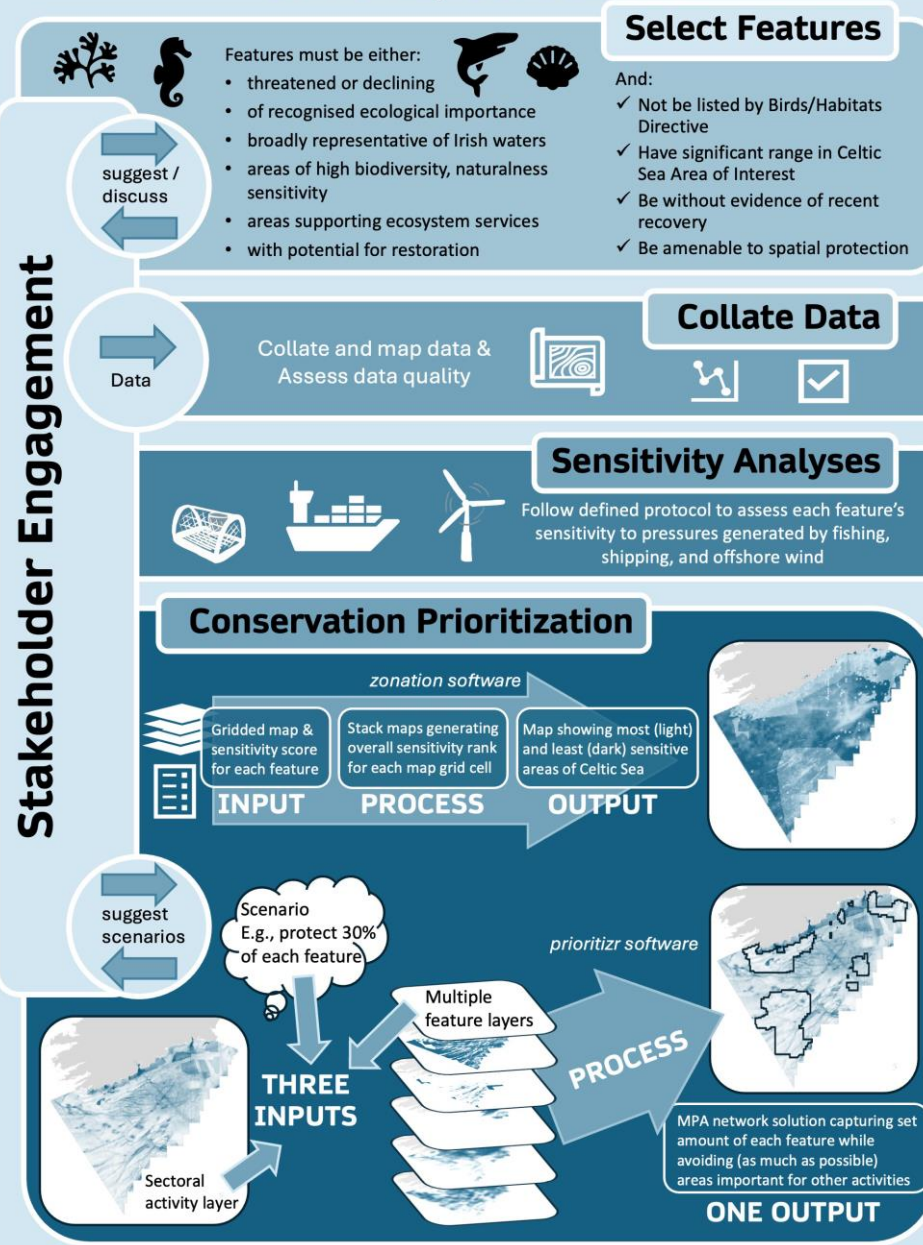 Stakeholder Engagement
Select Features
Features must be either:
• threatened or declining
• of recognised ecological importance
• broadly representative of Irish waters
• areas of high biodiversity, naturalness
sensitivity
• areas supporting ecosystem services
• with potential for restoration
And:
✓ Not be listed by Birds/Habitats
Directive
✓ Have significant range in Celtic
Sea Area of Interest
✓ Be without evidence of recent
recovery
✓ Be amenable to spatial protection
suggest /
discuss
Collate Data
Data
Collate and map data &
Assess data quality
Sensitivity Analyses
Follow defined protocol to assess each feature's
sensitivity to pressures generated by fishing,
shipping, and offshore wind
Conservation Prioritization
zonation software
Gridded map &
sensitivity score
for each feature
INPUT
Stack maps generating
overall sensitivity rank
for each map grid cell
PROCESS
Map showing most (light)
and least (dark) sensitive
areas of Celtic Sea
OUTPUT
suggest
scenarios
Scenario
E.g., protect 30%
of each feature
Multiple
feature layers
THREE
INPUTS
Sectoral
activity layer
prioritizr software
PROCESS
MPA network solution capturing set
amount of each feature while
avoiding (as much as possible)
areas important for other activities
ONE OUTPUT